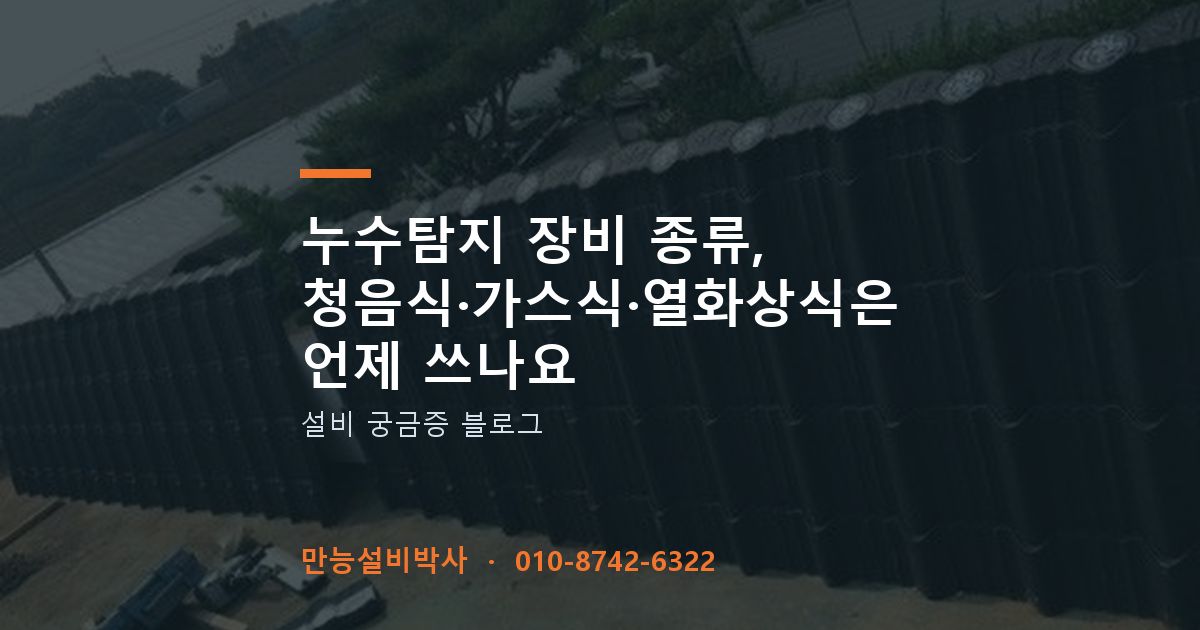 누수탐지 장비 종류,
청음식·가스식·열화상식은
언제 쓰나요
설비 궁금증 블로그
만능설비박사 · 010-8742-6322